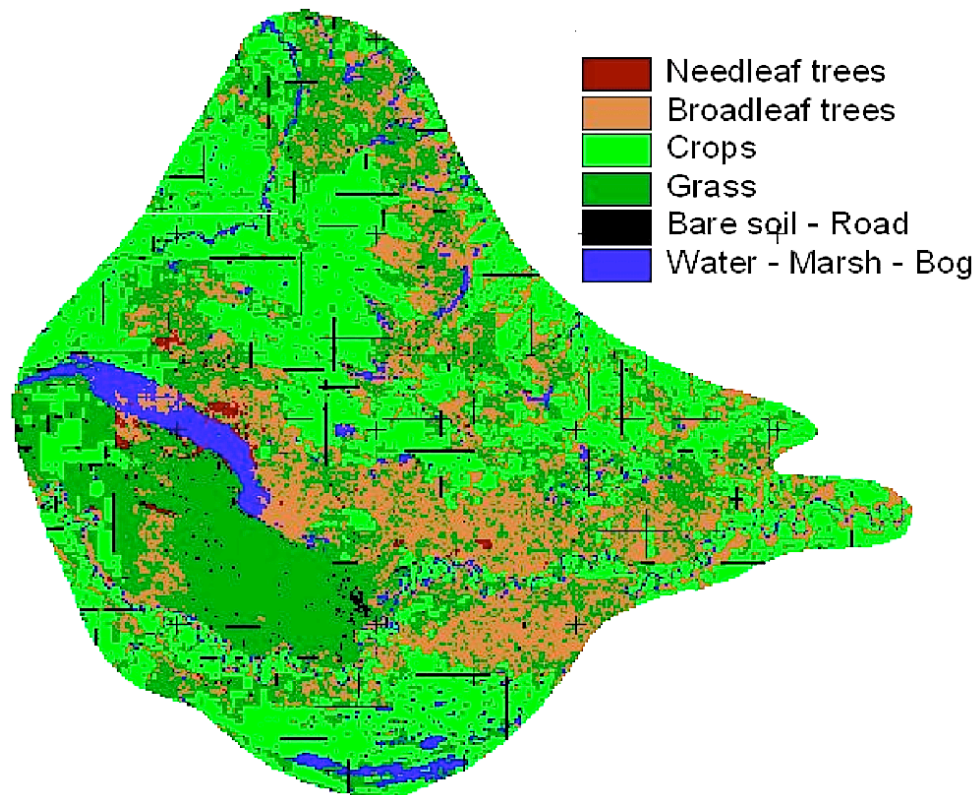 Needleaf trees
Broadleaf trees
Crops
Grass
Bare soil - Road
Water - Marsh - Bog